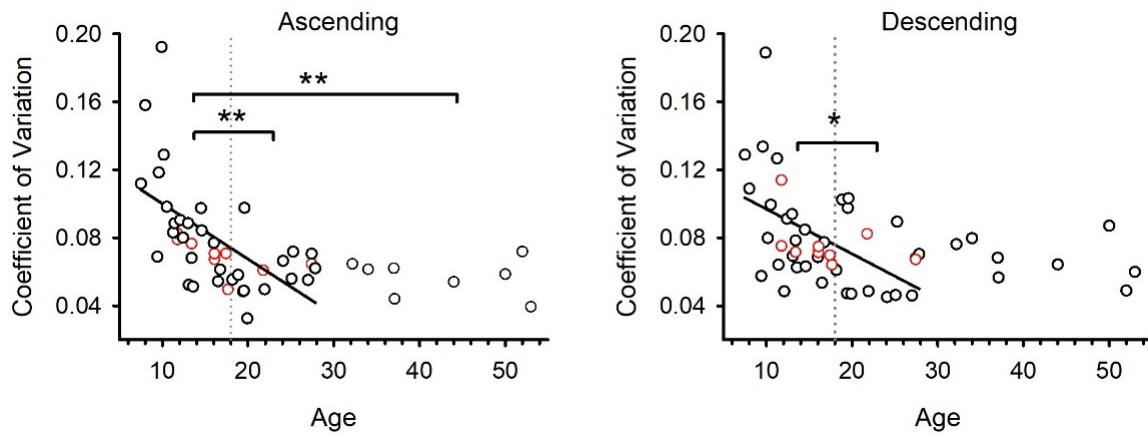 Ascending
Coefficient of Variation
0.20
0.16
0.12
0.08
0.04
**
**
10 20 30 40 50
Age
Descending
Coefficient of Variation
0.20
0.16
0.12
0.08
0.04
*
10 20 30 40 50
Age